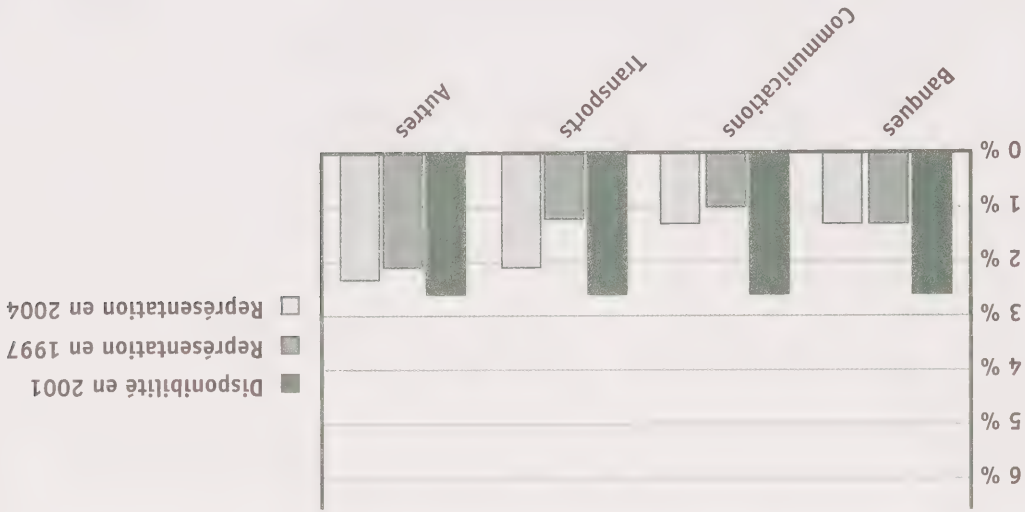 6 %
5 %
4 %
3 %
2 %
1 %
0 %
Banques
Communications
Transports
Autres
Disponibilité en 2001
Représentation en 1997
Représentation en 2004